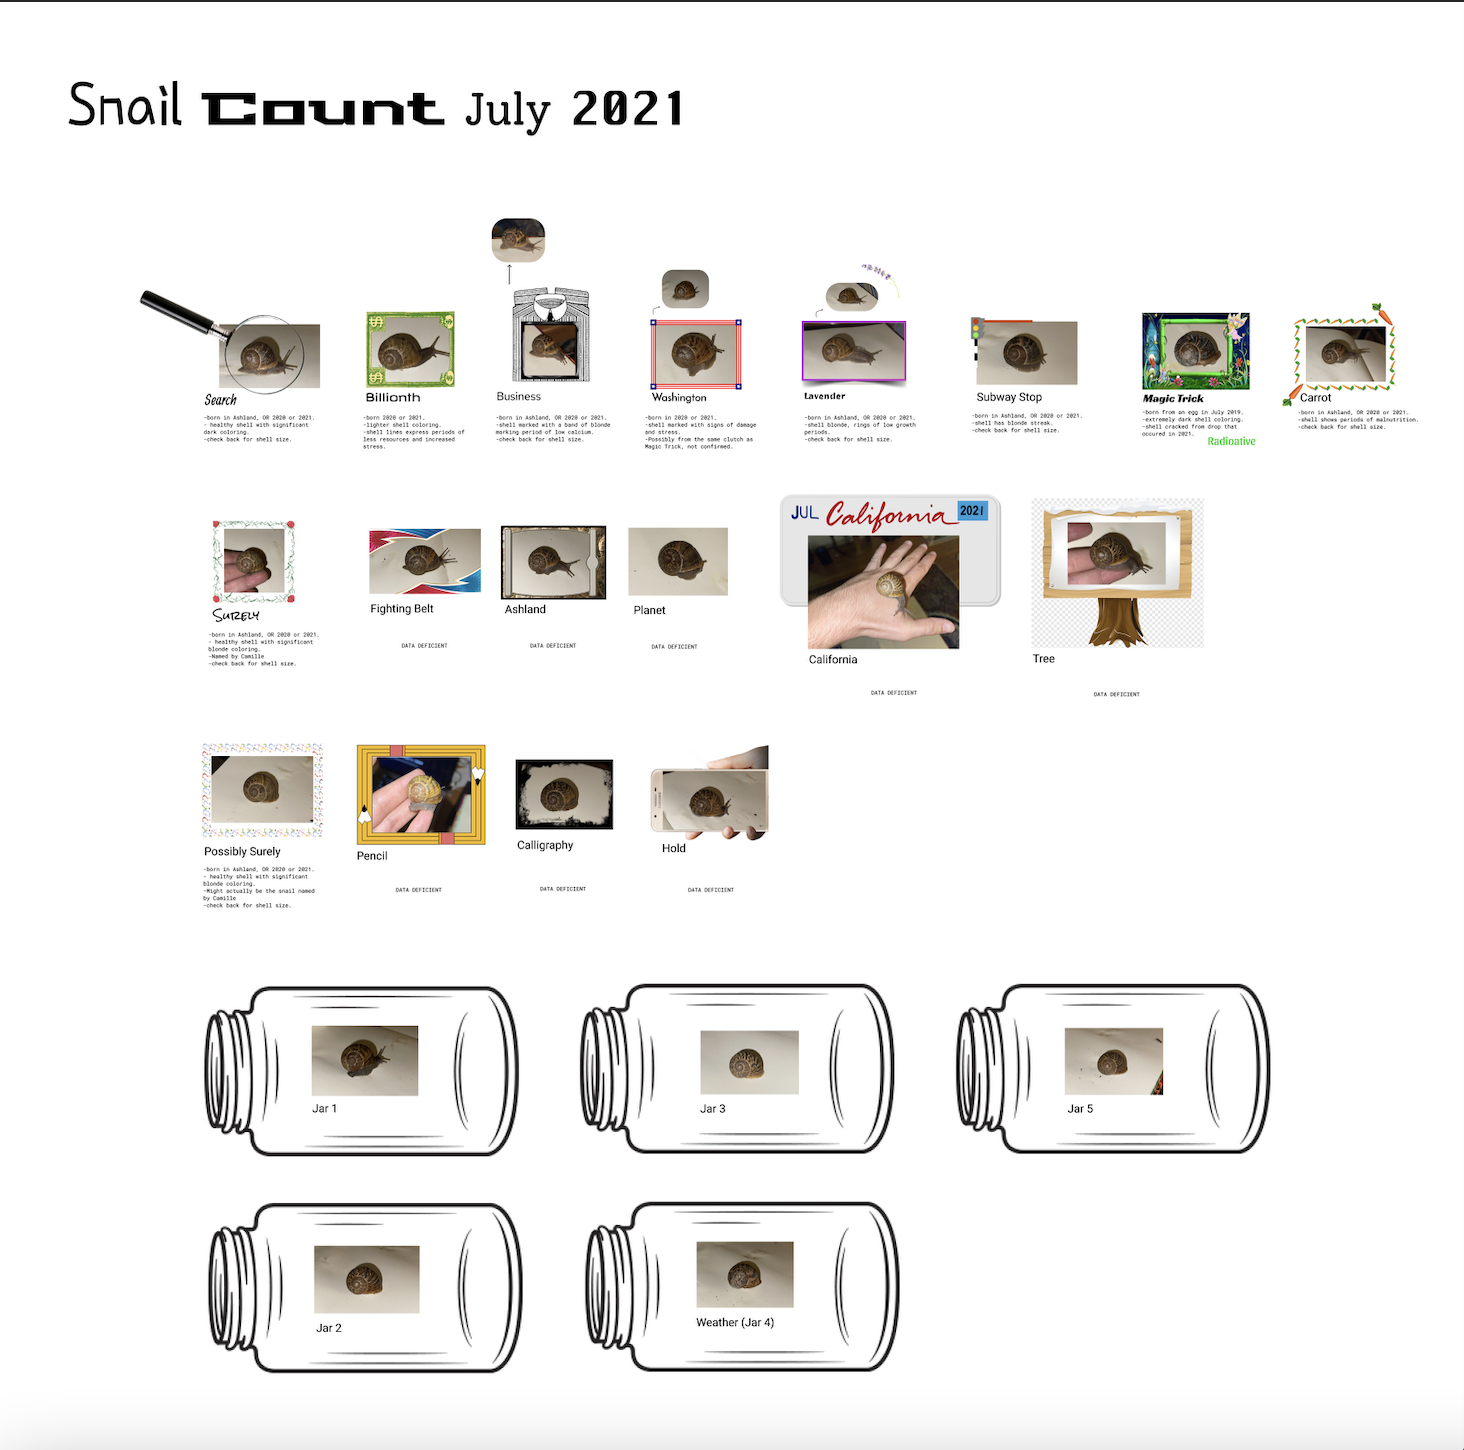 Snail Count July 2021
Search
-born in Ashland, OR 2020 or 2021.
- healthy shell with significant
dark coloring.
-check back for shell size.
Billionth
-born 2020 or 2021.
-lighter shell coloring.
-shell lines express periods of
less resources and increased
stress.
Business
-born in Ashland, OR 2020 or 2021.
-shell marked with a band of blonde
marking period of low calcium.
-check back for shell size.
Washington
-born in 2020 or 2021.
-shell marked with signs of damage
and stress.
-Possibly from the same clutch as
Magic Trick, not confirmed.
Lavender
-born in Ashland, OR 2020 or 2021.
-shell blonde, rings of low growth
periods.
-check back for shell size.
Subway Stop
-born in Ashland, OR 2020 or 2021.
-shell has blonde streak.
-check back for shell size.
Magic Trick
-born from an egg in July 2019.
-extremely dark shell coloring.
-shell cracked from drop that
occured in 2021.
Radioative
Carrot
-born in Ashland, OR 2020 or 2021.
-shell shows periods of malnutrition.
-check back for shell size.
Surely
-born in Ashland, OR 2020 or 2021.
- healthy shell with significant
blonde coloring.
-Named by Camille
-check back for shell size.
Fighting Belt
DATA DEFICIENT
Ashland
DATA DEFICIENT
Planet
DATA DEFICIENT
JUL California 2021
California
DATA DEFICIENT
Tree
DATA DEFICIENT
Possibly Surely
-born in Ashland, OR 2020 or 2021.
- healthy shell with significant
blonde coloring.
-Might actually be the snail named
by Camille
-check back for shell size.
Pencil
DATA DEFICIENT
Calligraphy
DATA DEFICIENT
Hold
DATA DEFICIENT
Jar 1
Jar 3
Jar 5
Jar 2
Weather (Jar 4)